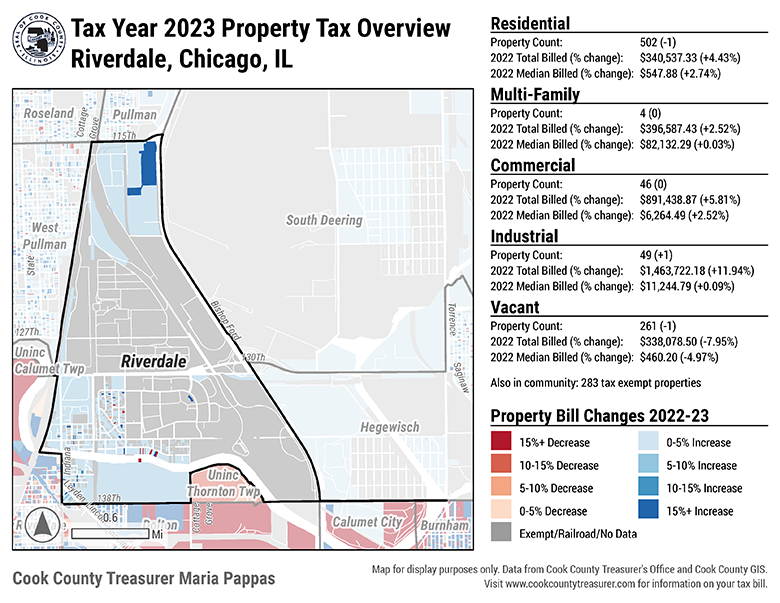 Tax Year 2023 Property Tax Overview
Riverdale, Chicago, IL
Residential
Property Count: 502 (-1)
2022 Total Billed (% change): $340,537.33 (+4.43%)
2022 Median Billed (% change): $547.88 (+2.74%)
Multi-Family
Property Count: 4 (0)
2022 Total Billed (% change): $396,587.43 (+2.52%)
2022 Median Billed (% change): $82,132.29 (+0.03%)
Commercial
Property Count: 46 (0)
2022 Total Billed (% change): $891,438.87 (+5.81%)
2022 Median Billed (% change): $6,264.49 (+2.52%)
Industrial
Property Count: 49 (+1)
2022 Total Billed (% change): $1,463,722.18 (+11.94%)
2022 Median Billed (% change): $11,244.79 (+0.09%)
Vacant
Property Count: 261 (-1)
2022 Total Billed (% change): $338,078.50 (-7.95%)
2022 Median Billed (% change): $460.20 (-4.97%)
Also in community: 283 tax exempt properties
Property Bill Changes 2022-23
15%+ Decrease
10-15% Decrease
5-10% Decrease
0-5% Decrease
Exempt/Railroad/No Data
0-5% Increase
5-10% Increase
10-15% Increase
15%+ Increase
Roseland
Cottage
Grove
Pullman
115Th
South Deering
West
Pullman
State
Bishop Ford
Torrence
127Th
130Th
Uninc
Calumet Twp
Riverdale
Saginaw
Hegewisch
Indiana
Uninc
Thornton Twp
138Th
Cottage
Grove
Calumet City
Burnham
0.6
Mi
Cook County Treasurer Maria Pappas
Map for display purposes only. Data from Cook County Treasurer's Office and Cook County GIS.
Visit www.cookcountytreasurer.com for information on your tax bill.